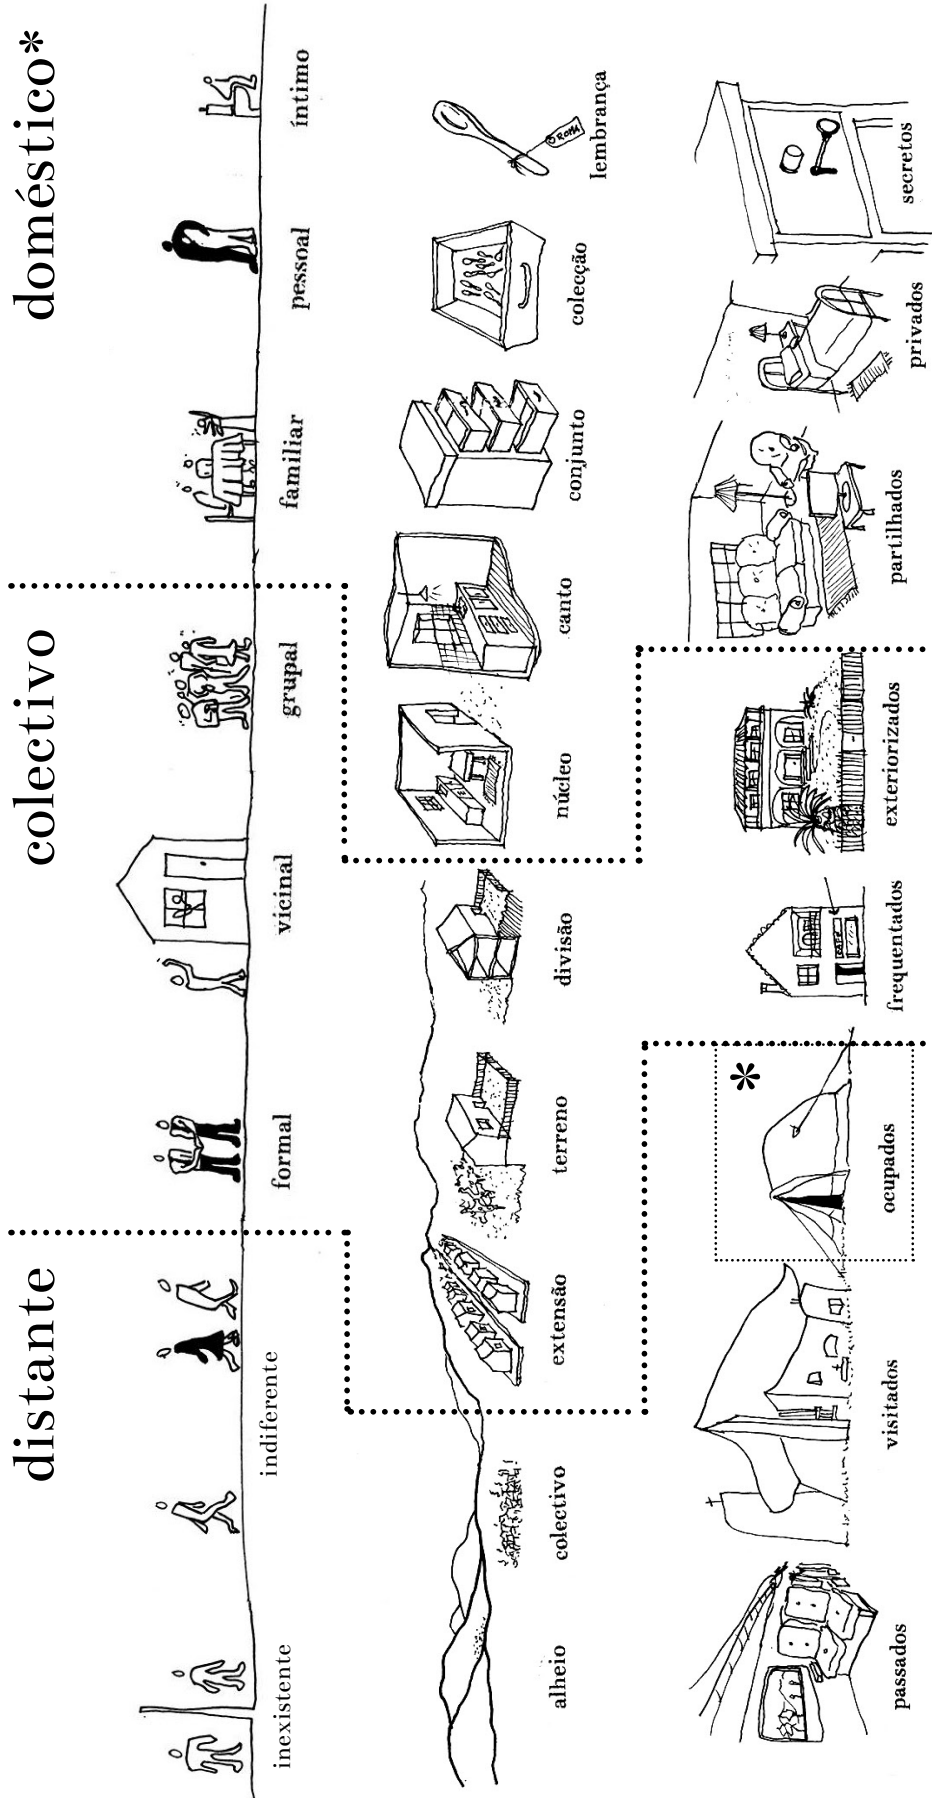 distante
colectivo
doméstico*
inexistente
indiferente
formal
vicinal
grupal
familiar
pessoal
íntimo
alheio
colectivo
extensão
terreno
divisão
núcleo
canto
conjunto
colecção
lembrança
ROMA
passados
visitados
ocupados
*
frequentados
exteriorizados
partilhados
privados
secretos